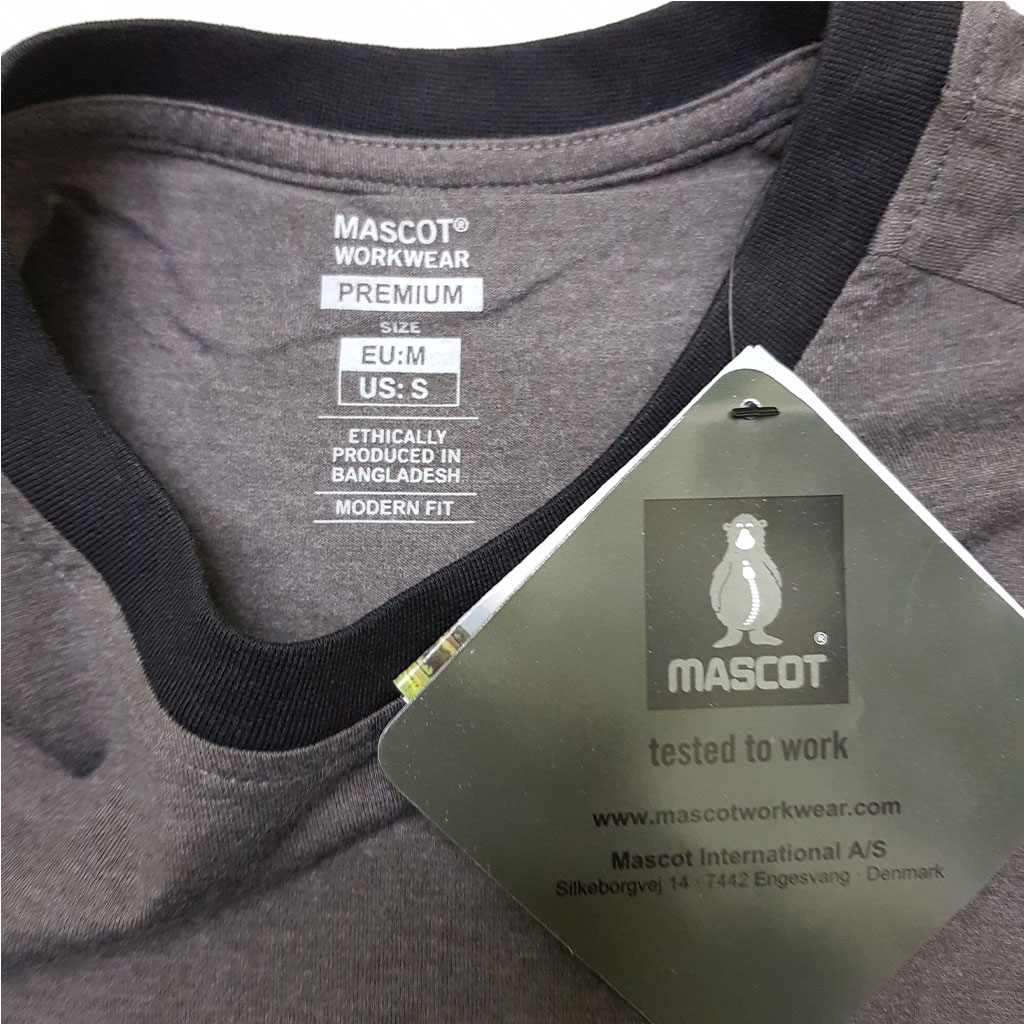 MASCOT®
WORKWEAR
PREMIUM
SIZE
EU:M
US: S
ETHICALLY
PRODUCED IN
BANGLADESH
MODERN FIT
®
MASCOT
tested to work
www.mascotworkwear.com
Mascot International A/S
Silkeborgvej 14 · 7442 Engesvang · Denmark